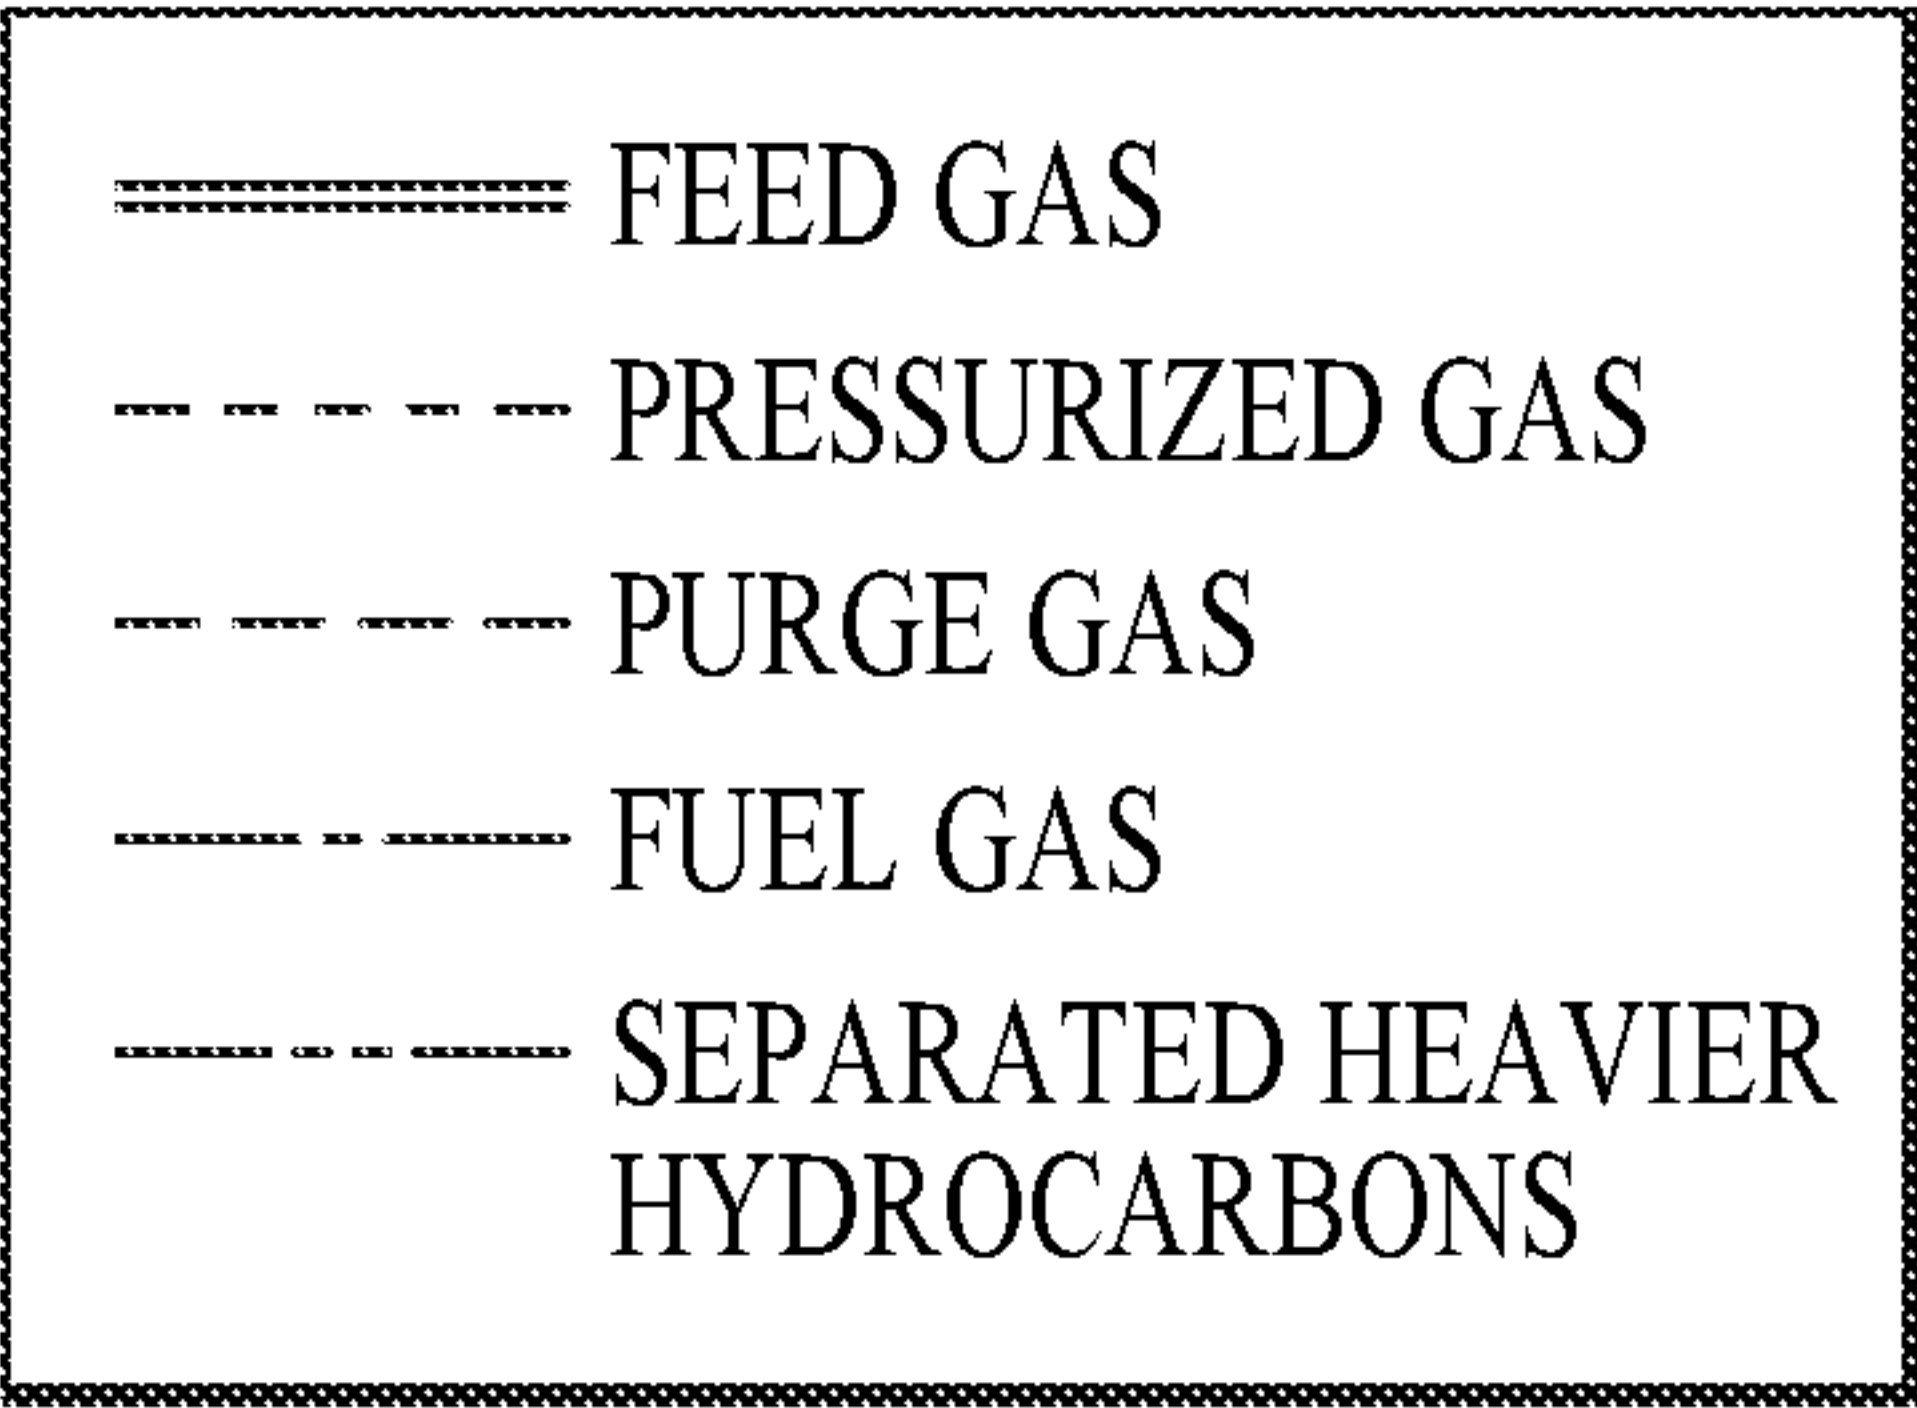 FEED GAS
PRESSURIZED GAS
PURGE GAS
FUEL GAS
SEPARATED HEAVIER
HYDROCARBONS